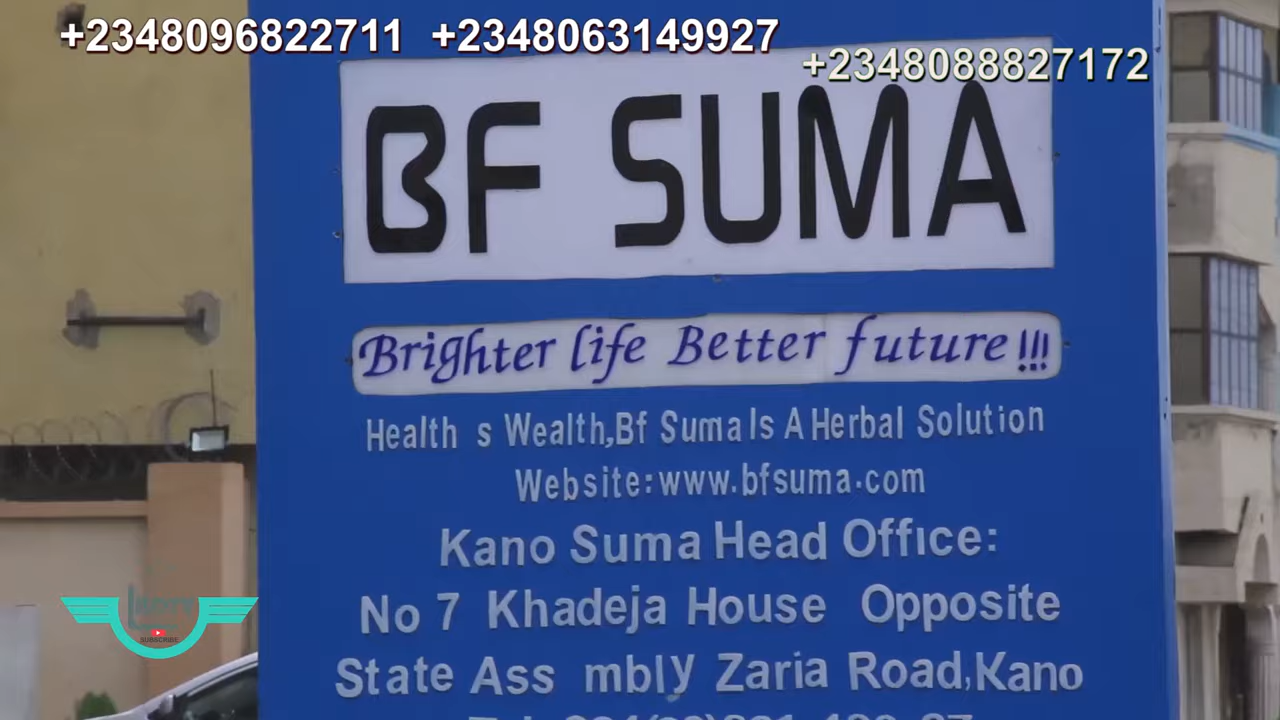 +2348096822711 +2348063149927
+2348088827172
BF SUMA
Brighter life Better future!!!
Health s Wealth,Bf Suma Is A Herbal Solution
Website:www.bfsuma.com
Kano Suma Head Office:
No 7 Khadeja House Opposite
State Ass mbly Zaria Road,Kano
SUBSCRIBE